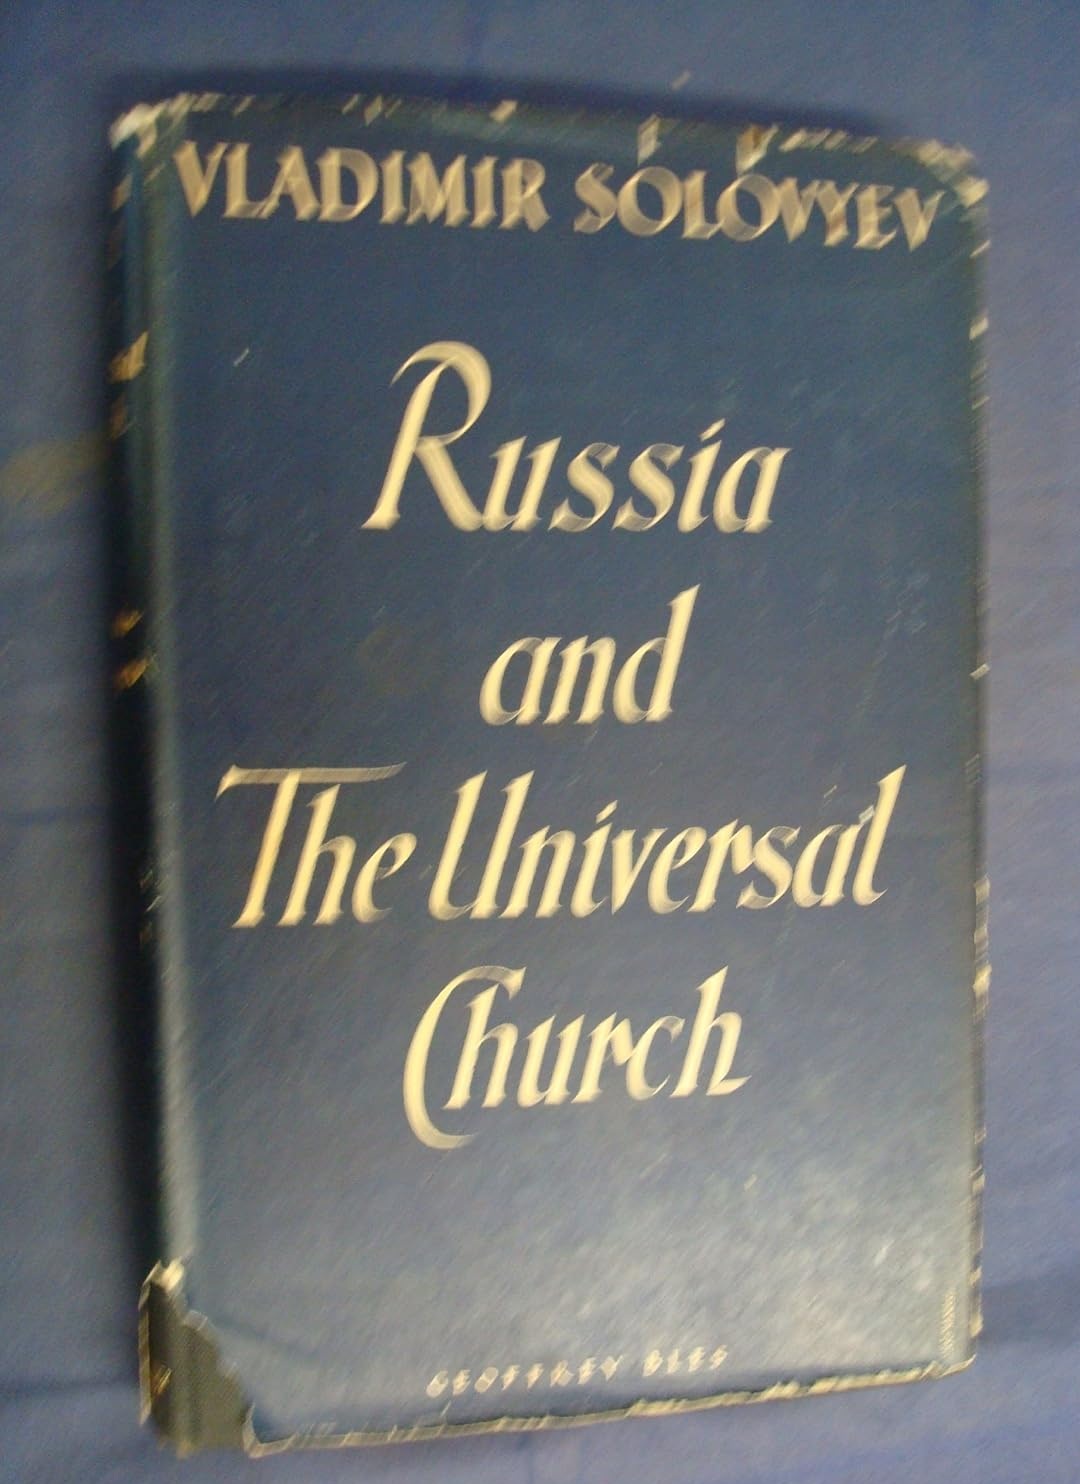 VLADIMIR SOLOVYEV
Russia
and
The Universal
Church
GEOFFREY BLES